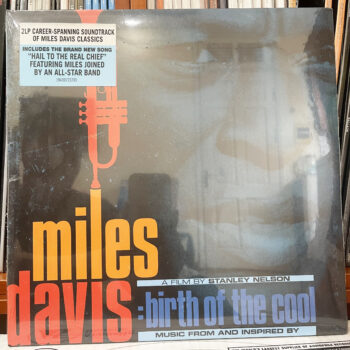 2LP CAREER-SPANNING SOUNDTRACK
OF MILES DAVIS CLASSICS
INCLUDES THE BRAND NEW SONG
"HAIL TO THE REAL CHIEF"
FEATURING MILES JOINED
BY AN ALL-STAR BAND
miles
A FILM BY STANLEY NELSON
davis:birth of the cool
MUSIC FROM AND INSPIRED BY